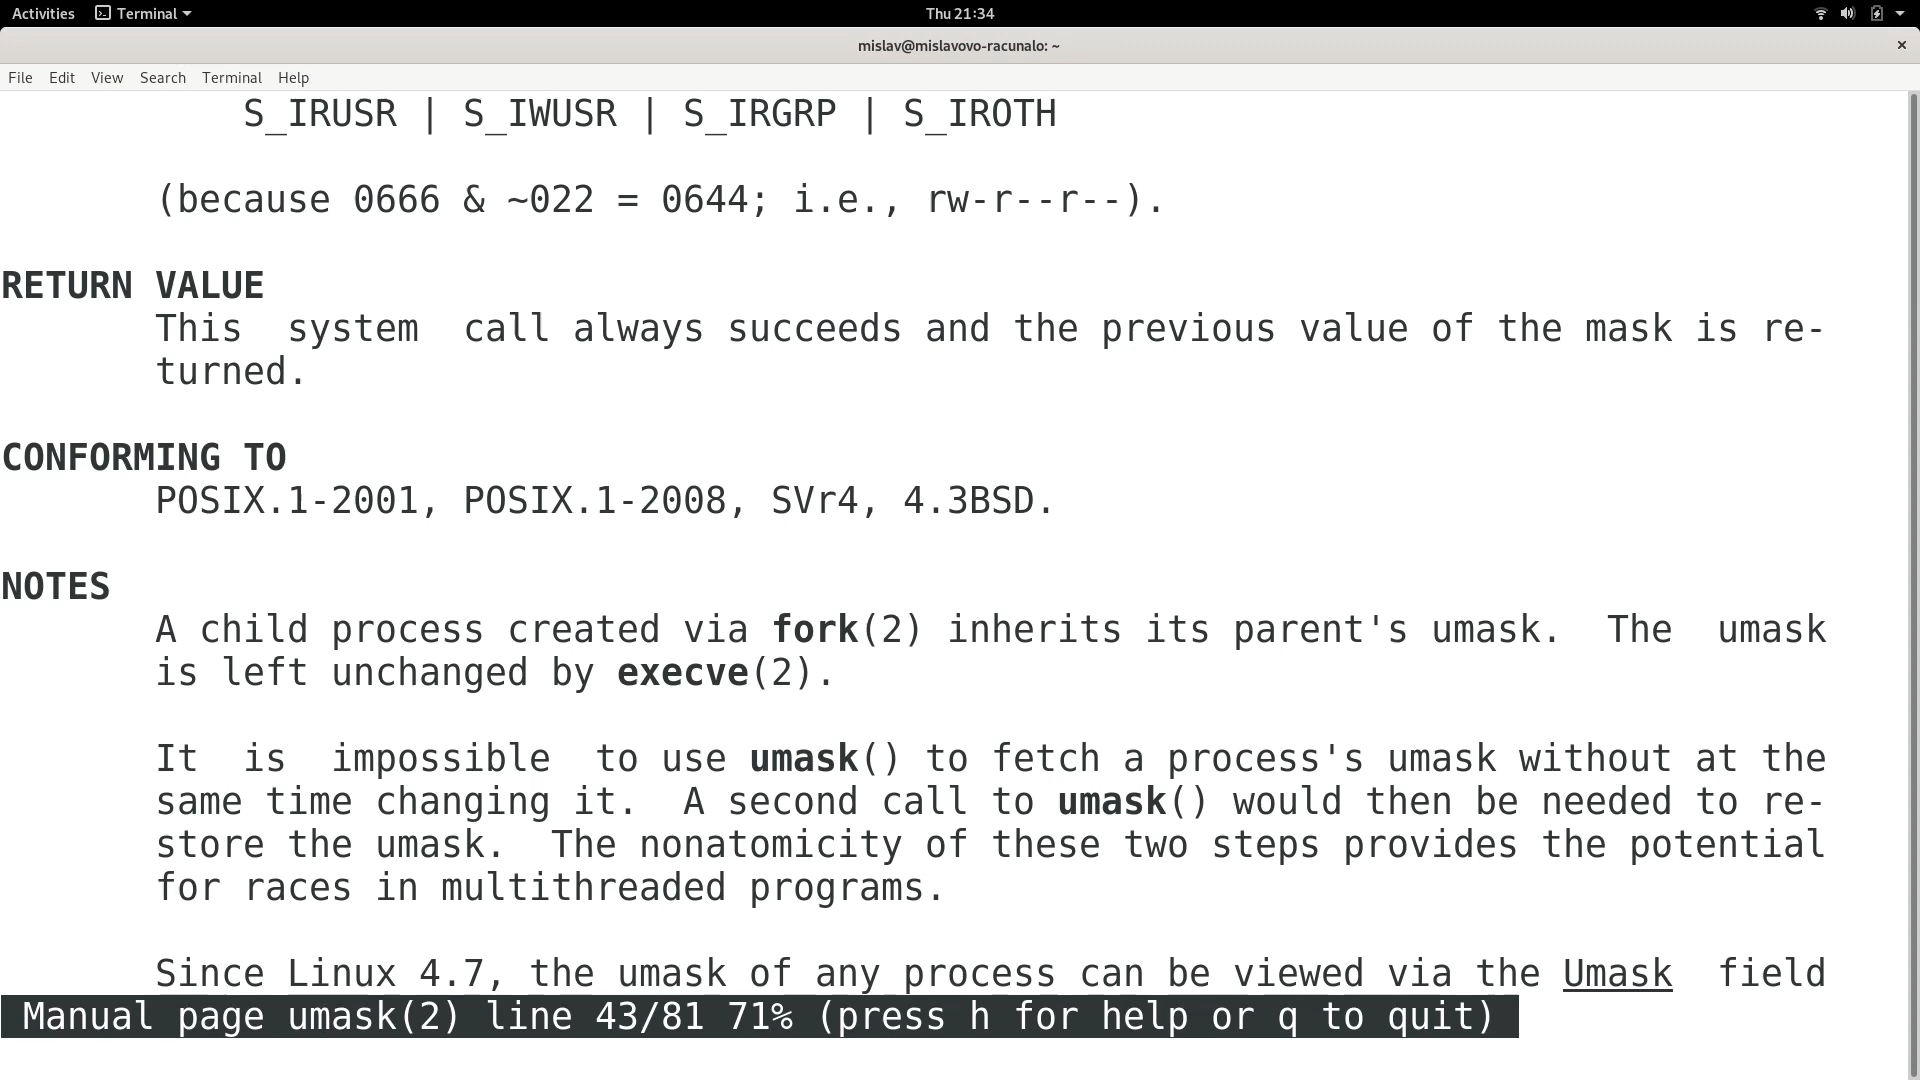 Activities Terminal Thu 21:34
mislav@mislavovo-racunalo: ~ ×
File Edit View Search Terminal Help
S_IRUSR | S_IWUSR | S_IRGRP | S_IROTH
(because 0666 & ~022 = 0644; i.e., rw-r--r--).
RETURN VALUE
This  system  call always succeeds and the previous value of the mask is re-
turned.
CONFORMING TO
POSIX.1-2001, POSIX.1-2008, SVr4, 4.3BSD.
NOTES
A child process created via fork(2) inherits its parent's umask.  The  umask
is left unchanged by execve(2).
It  is  impossible  to use umask() to fetch a process's umask without at the
same time changing it.  A second call to umask() would then be needed to re-
store the umask.  The nonatomicity of these two steps provides the potential
for races in multithreaded programs.
Since Linux 4.7, the umask of any process can be viewed via the Umask  field
Manual page umask(2) line 43/81 71% (press h for help or q to quit)